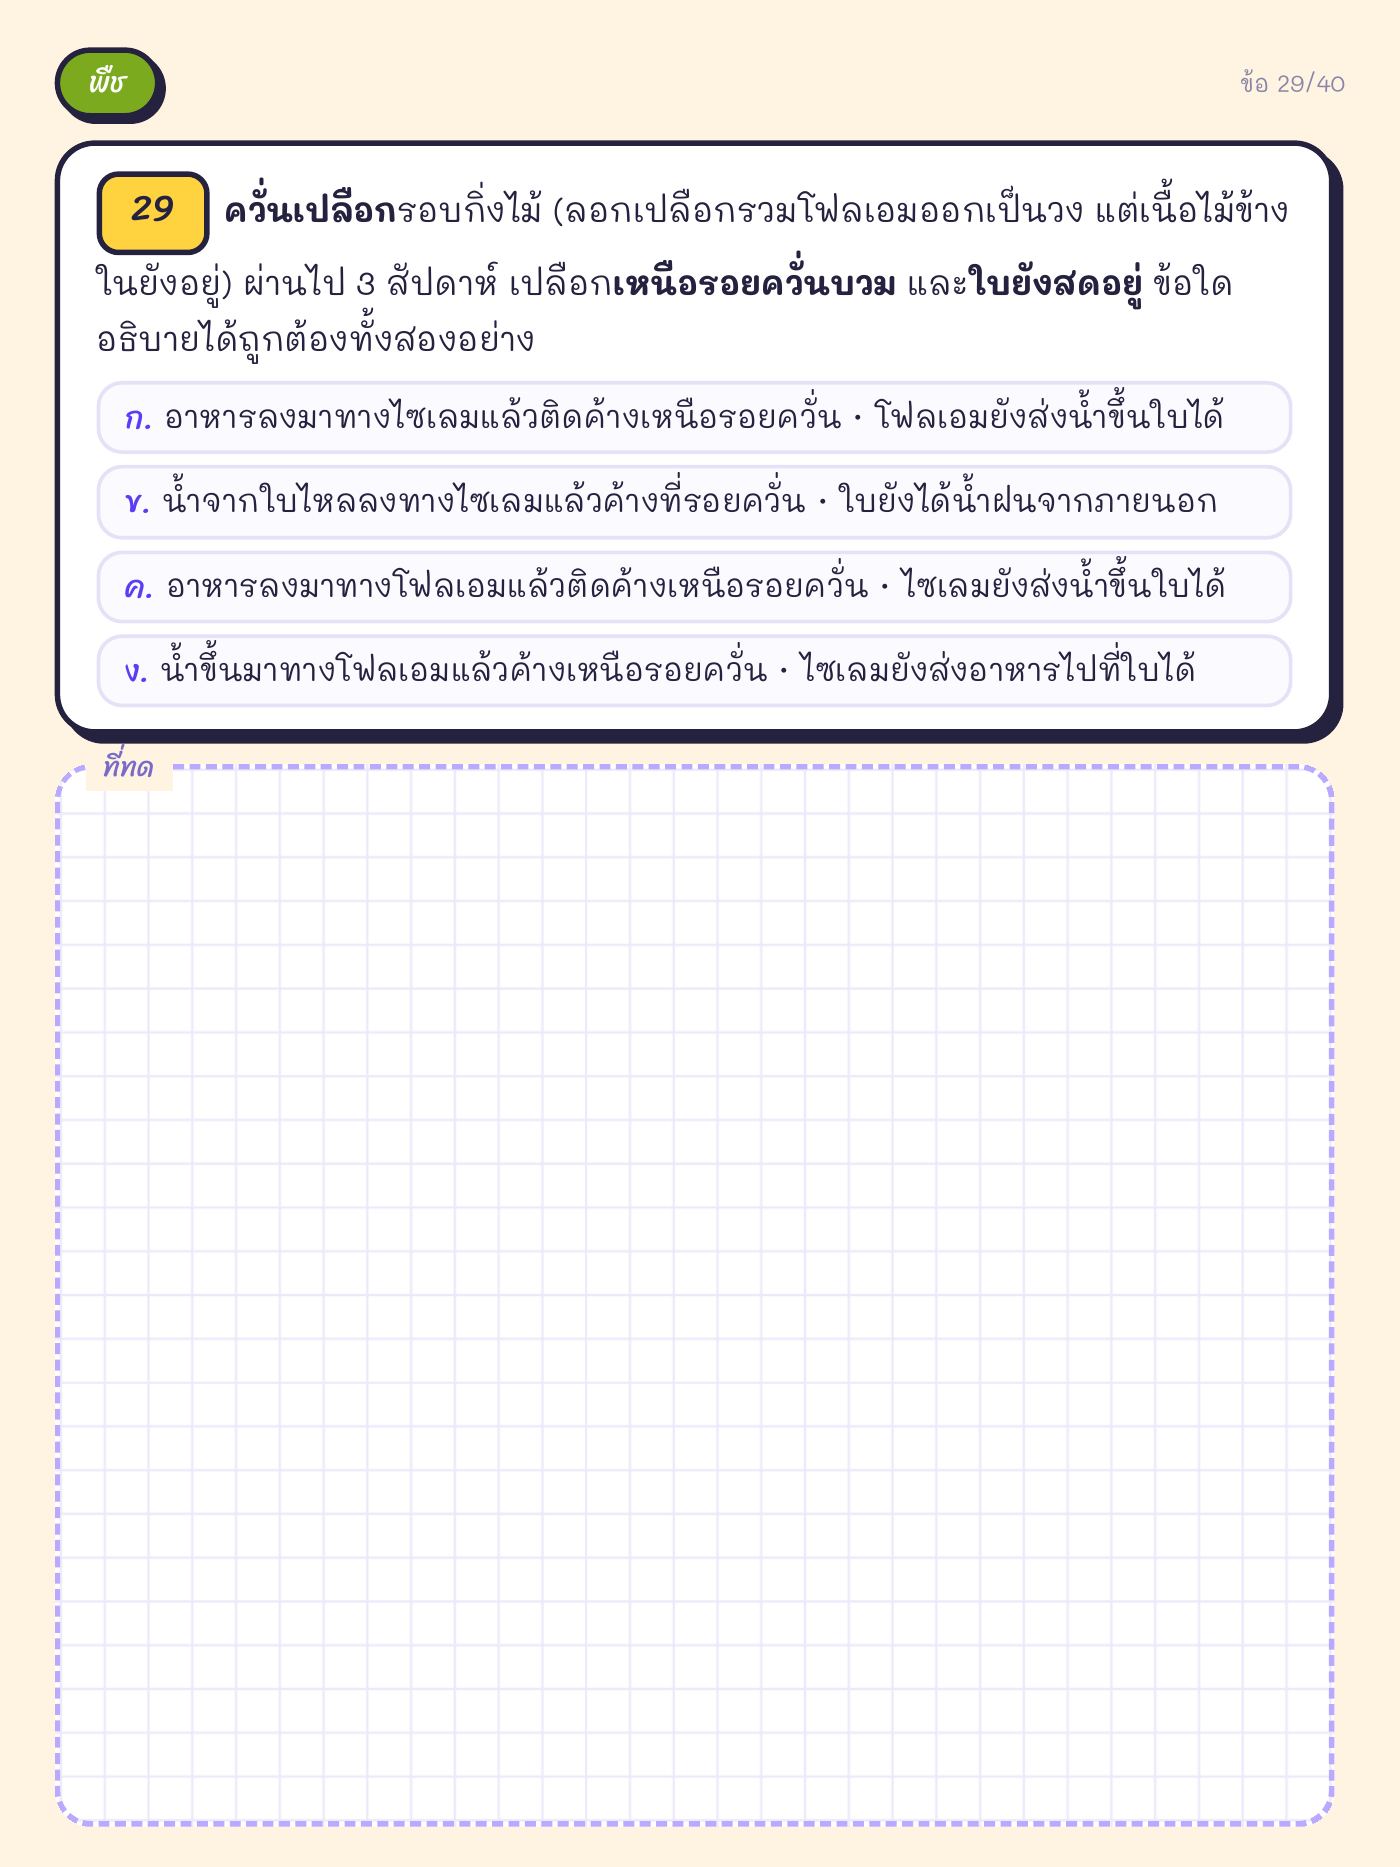 พืช
ข้อ 29/40
29 ควั่นเปลือกรอบกิ่งไม้ (ลอกเปลือกรวมโฟลเอมออกเป็นวง แต่เนื้อไม้ข้าง
ในยังอยู่) ผ่านไป 3 สัปดาห์ เปลือกเหนือรอยควั่นบวม และใบยังสดอยู่ ข้อใด
อธิบายได้ถูกต้องทั้งสองอย่าง
ก. อาหารลงมาทางไซเลมแล้วติดค้างเหนือรอยควั่น · โฟลเอมยังส่งน้ำขึ้นใบได้
ข. น้ำจากใบไหลลงทางไซเลมแล้วค้างที่รอยควั่น · ใบยังได้น้ำฝนจากภายนอก
ค. อาหารลงมาทางโฟลเอมแล้วติดค้างเหนือรอยควั่น · ไซเลมยังส่งน้ำขึ้นใบได้
ง. น้ำขึ้นมาทางโฟลเอมแล้วค้างเหนือรอยควั่น · ไซเลมยังส่งอาหารไปที่ใบได้
ที่ทด